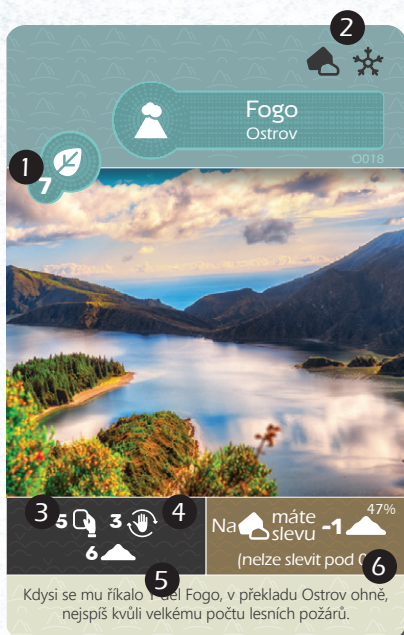 2
Fogo
Ostrov
O018
1
7
3 5 3 4
6
5
Na máte slevu -1 47%
(nelze slevit pod
6
Kdysi se mu říkalo del Fogo, v překladu Ostrov ohně,
nejspíš kvůli velkému počtu lesních požárů.